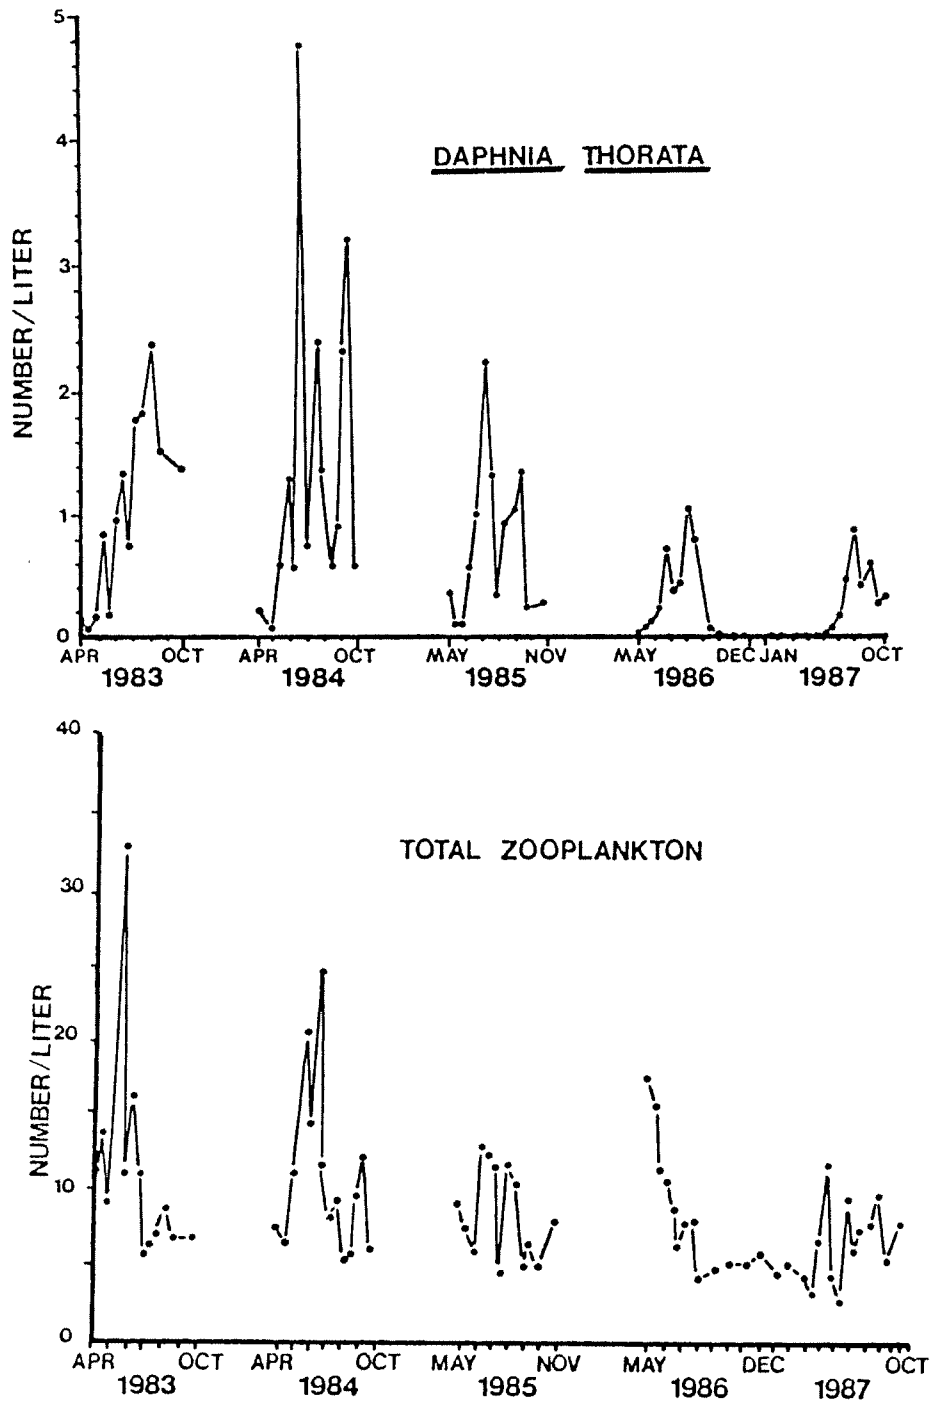 5
DAPHNIA THORATA
4
3
NUMBER/LITER
2
1
0
APR OCT APR OCT MAY NOV MAY DEC JAN OCT
1983 1984 1985 1986 1987
40
TOTAL ZOOPLANKTON
30
NUMBER/LITER
20
10
0
APR OCT APR OCT MAY NOV MAY DEC OCT
1983 1984 1985 1986 1987